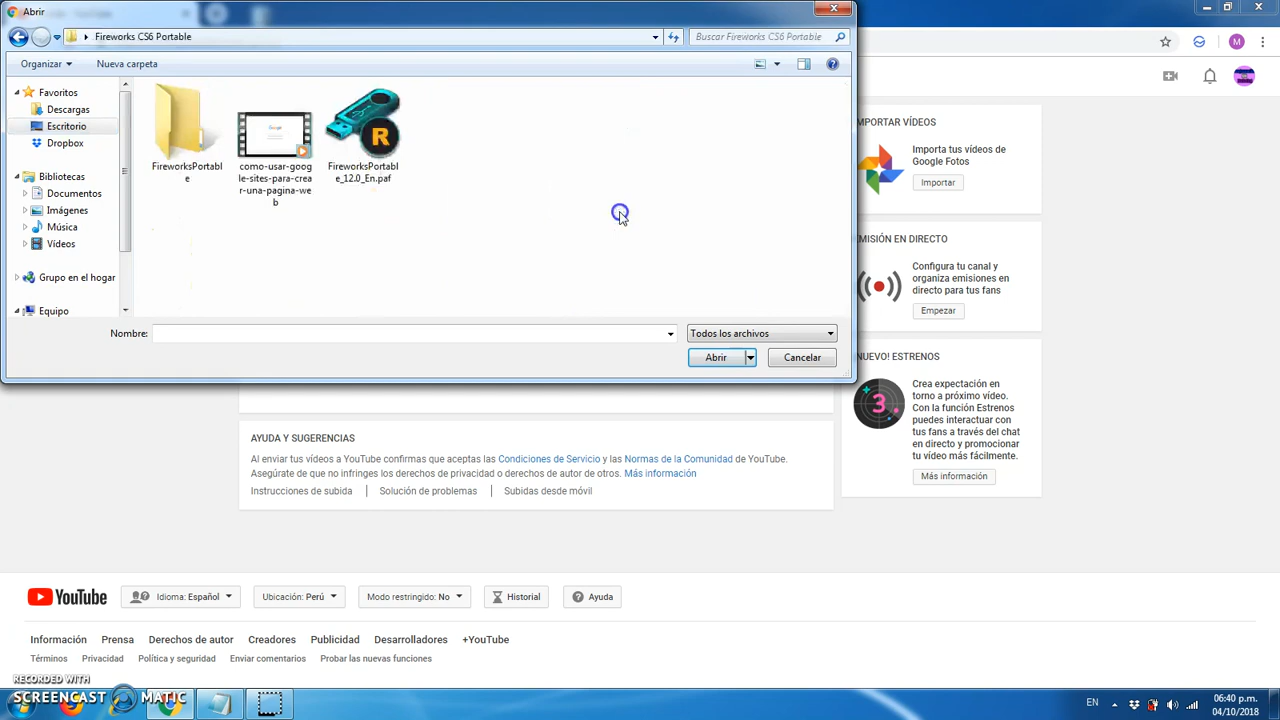 Abrir
Fireworks CS6 Portable
Buscar Fireworks CS6 Portable
Organizar
Nueva carpeta
Favoritos
Descargas
Escritorio
Dropbox
Bibliotecas
Documentos
Imágenes
Música
Vídeos
Grupo en el hogar
Equipo
FireworksPortabl
e
como-usar-goog
le-sites-para-crea
r-una-pagina-we
b
FireworksPortabl
e_12.0_En.paf
Nombre:
Todos los archivos
Abrir
Cancelar
M
IMPORTAR VÍDEOS
Importa tus vídeos de
Google Fotos
Importar
EMISIÓN EN DIRECTO
Configura tu canal y
organiza emisiones en
directo para tus fans
Empezar
NUEVO! ESTRENOS
Crea expectación en
torno a próximo vídeo.
Con la función Estrenos
puedes interactuar con
tus fans a través del chat
en directo y promocionar
tu vídeo más fácilmente.
Más información
AYUDA Y SUGERENCIAS
Al enviar tus vídeos a YouTube confirmas que aceptas las Condiciones de Servicio y las Normas de la Comunidad de YouTube.
Asegúrate de que no infringes los derechos de privacidad o derechos de autor de otros. Más información
Instrucciones de subida
Solución de problemas
Subidas desde móvil
YouTube
Idioma: Español
Ubicación: Perú
Modo restringido: No
Historial
Ayuda
Información Prensa Derechos de autor Creadores Publicidad Desarrolladores +YouTube
Términos Privacidad Política y seguridad Enviar comentarios Probar las nuevas funciones
RECORDED WITH
SCREENCAST MATIC
EN
06:40 p.m.
04/10/2018